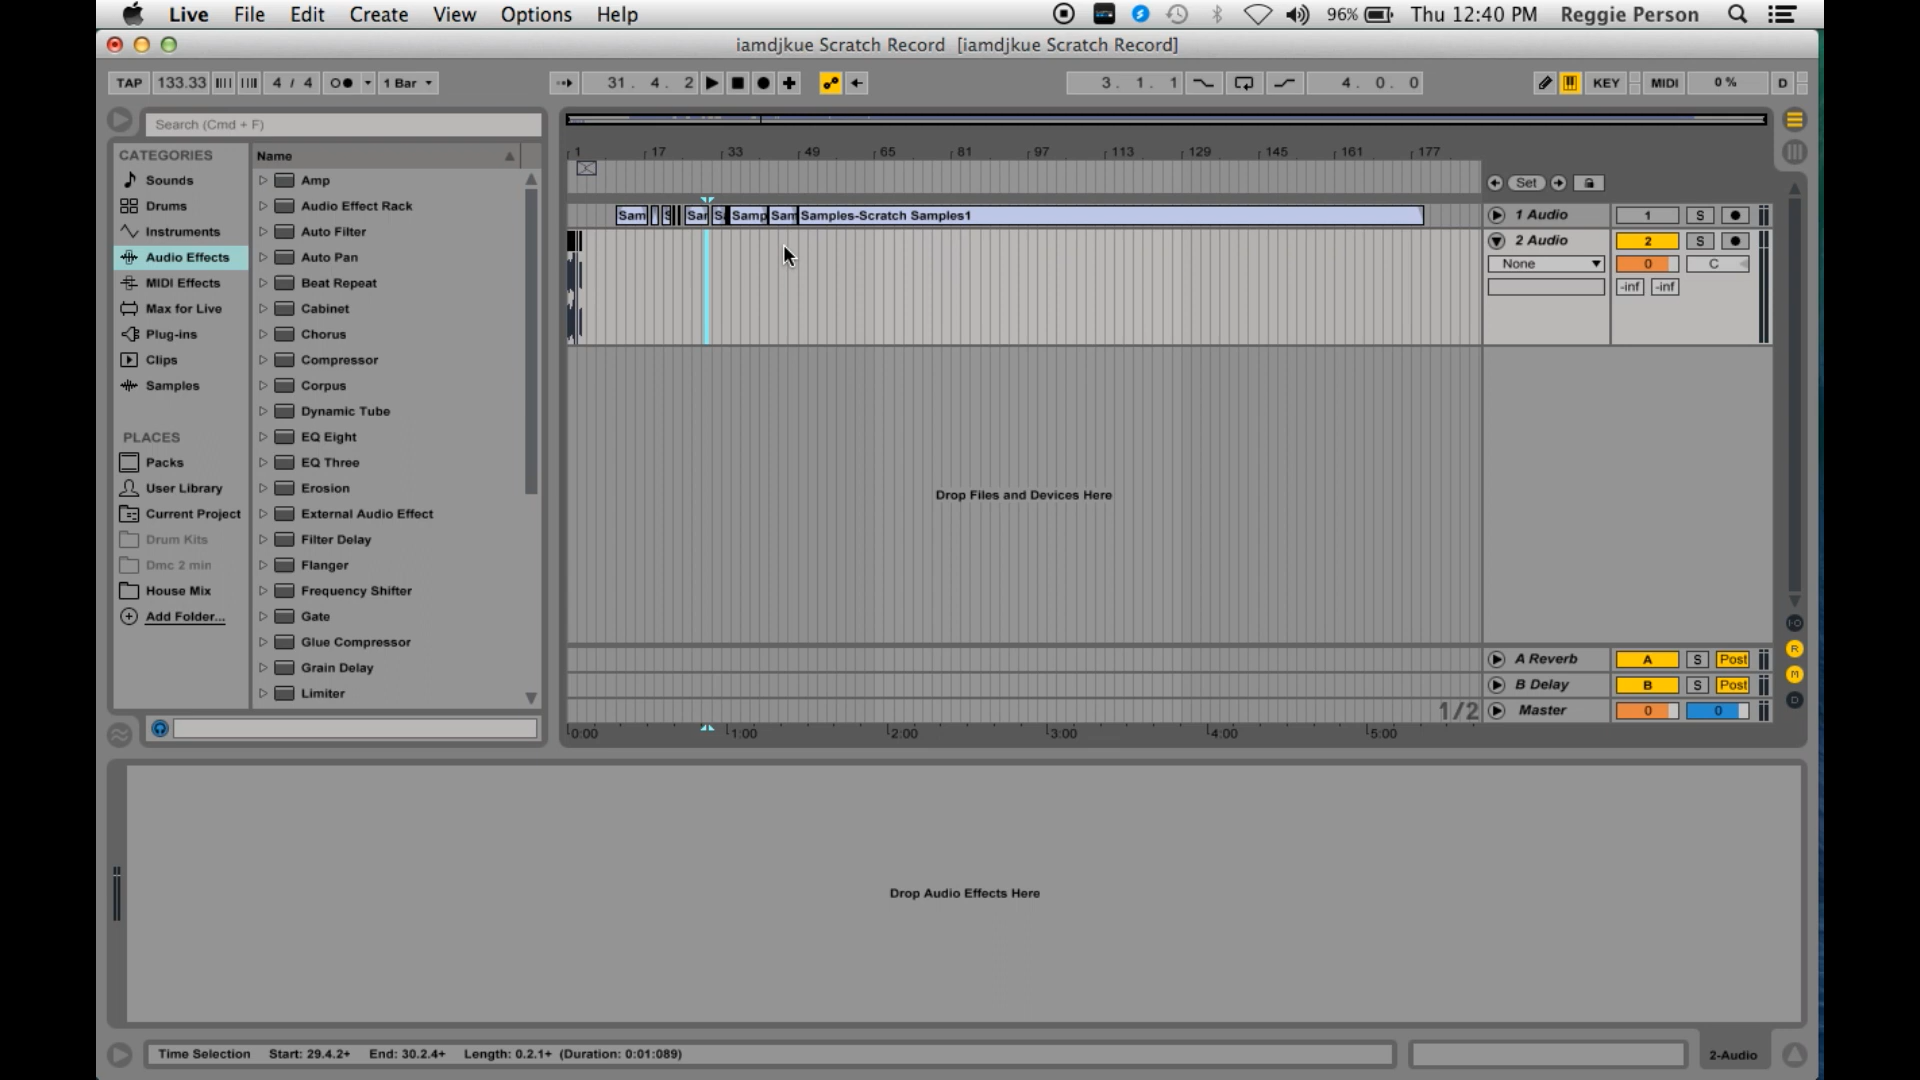 Live File Edit Create View Options Help 96% Thu 12:40 PM Reggie Person
iamdjkue Scratch Record [iamdjkue Scratch Record]
TAP 133.33 4 / 4 1 Bar 31. 4. 2 3. 1. 1 4. 0. 0 KEY MIDI 0 % D
Search (Cmd + F)
CATEGORIES
Sounds
Drums
Instruments
Audio Effects
MIDI Effects
Max for Live
Plug-ins
Clips
Samples
PLACES
Packs
User Library
Current Project
Drum Kits
Dmc 2 min
House Mix
Add Folder...
Name
Amp
Audio Effect Rack
Auto Filter
Auto Pan
Beat Repeat
Cabinet
Chorus
Compressor
Corpus
Dynamic Tube
EQ Eight
EQ Three
Erosion
External Audio Effect
Filter Delay
Flanger
Frequency Shifter
Gate
Glue Compressor
Grain Delay
Limiter
1 17 33 49 65 81 97 113 129 145 161 177
Set
Sam S Sar S Samp Sam Samples-Scratch Samples1
1 Audio 1 S
2 Audio 2 S
None 0 C
-inf -inf
Drop Files and Devices Here
A Reverb A S Post
B Delay B S Post
1/2 Master 0 0
I-O
R
M
D
0:00 1:00 2:00 3:00 4:00 5:00
Drop Audio Effects Here
Time Selection Start: 29.4.2+ End: 30.2.4+ Length: 0.2.1+ (Duration: 0:01:089)
2-Audio